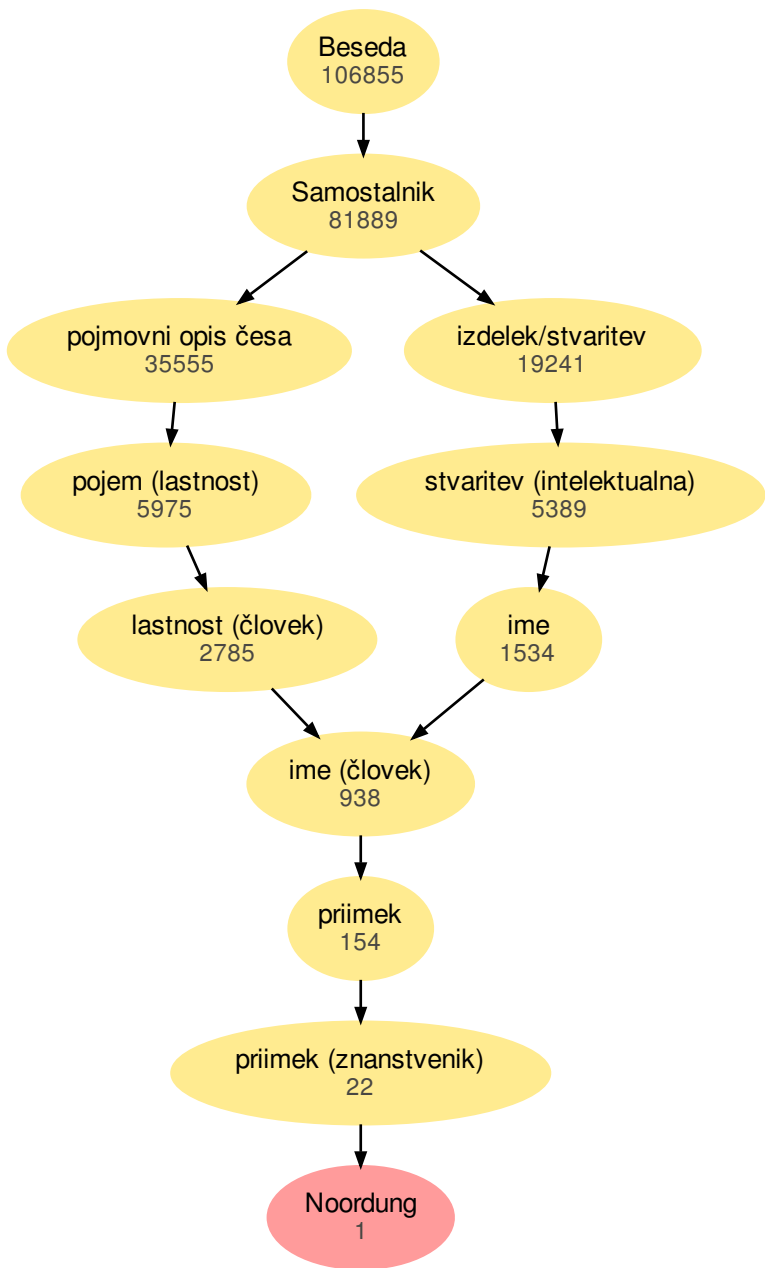 Beseda
106855
Samostalnik
81889
pojmovni opis česa
35555
izdelek/stvaritev
19241
pojem (lastnost)
5975
stvaritev (intelektualna)
5389
lastnost (človek)
2785
ime
1534
ime (človek)
938
priimek
154
priimek (znanstvenik)
22
Noordung
1